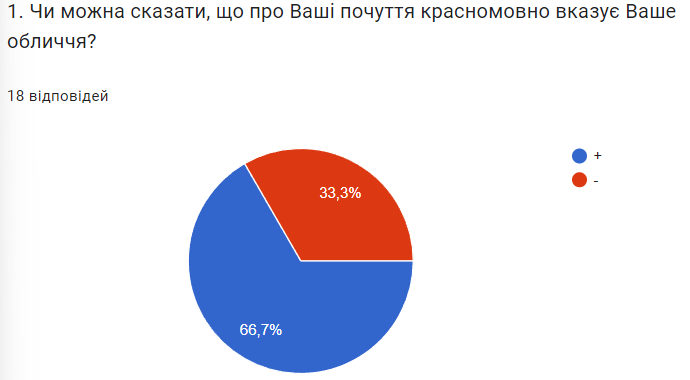 1. Чи можна сказати, що про Ваші почуття красномовно вказує Ваше
обличчя?
18 відповідей
+
-
33,3%
66,7%